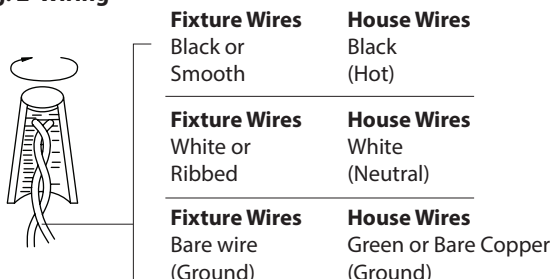 Wiring
Fixture Wires House Wires
Black or Black
Smooth (Hot)
Fixture Wires House Wires
White or White
Ribbed (Neutral)
Fixture Wires House Wires
Bare wire Green or Bare Copper
(Ground) (Ground)